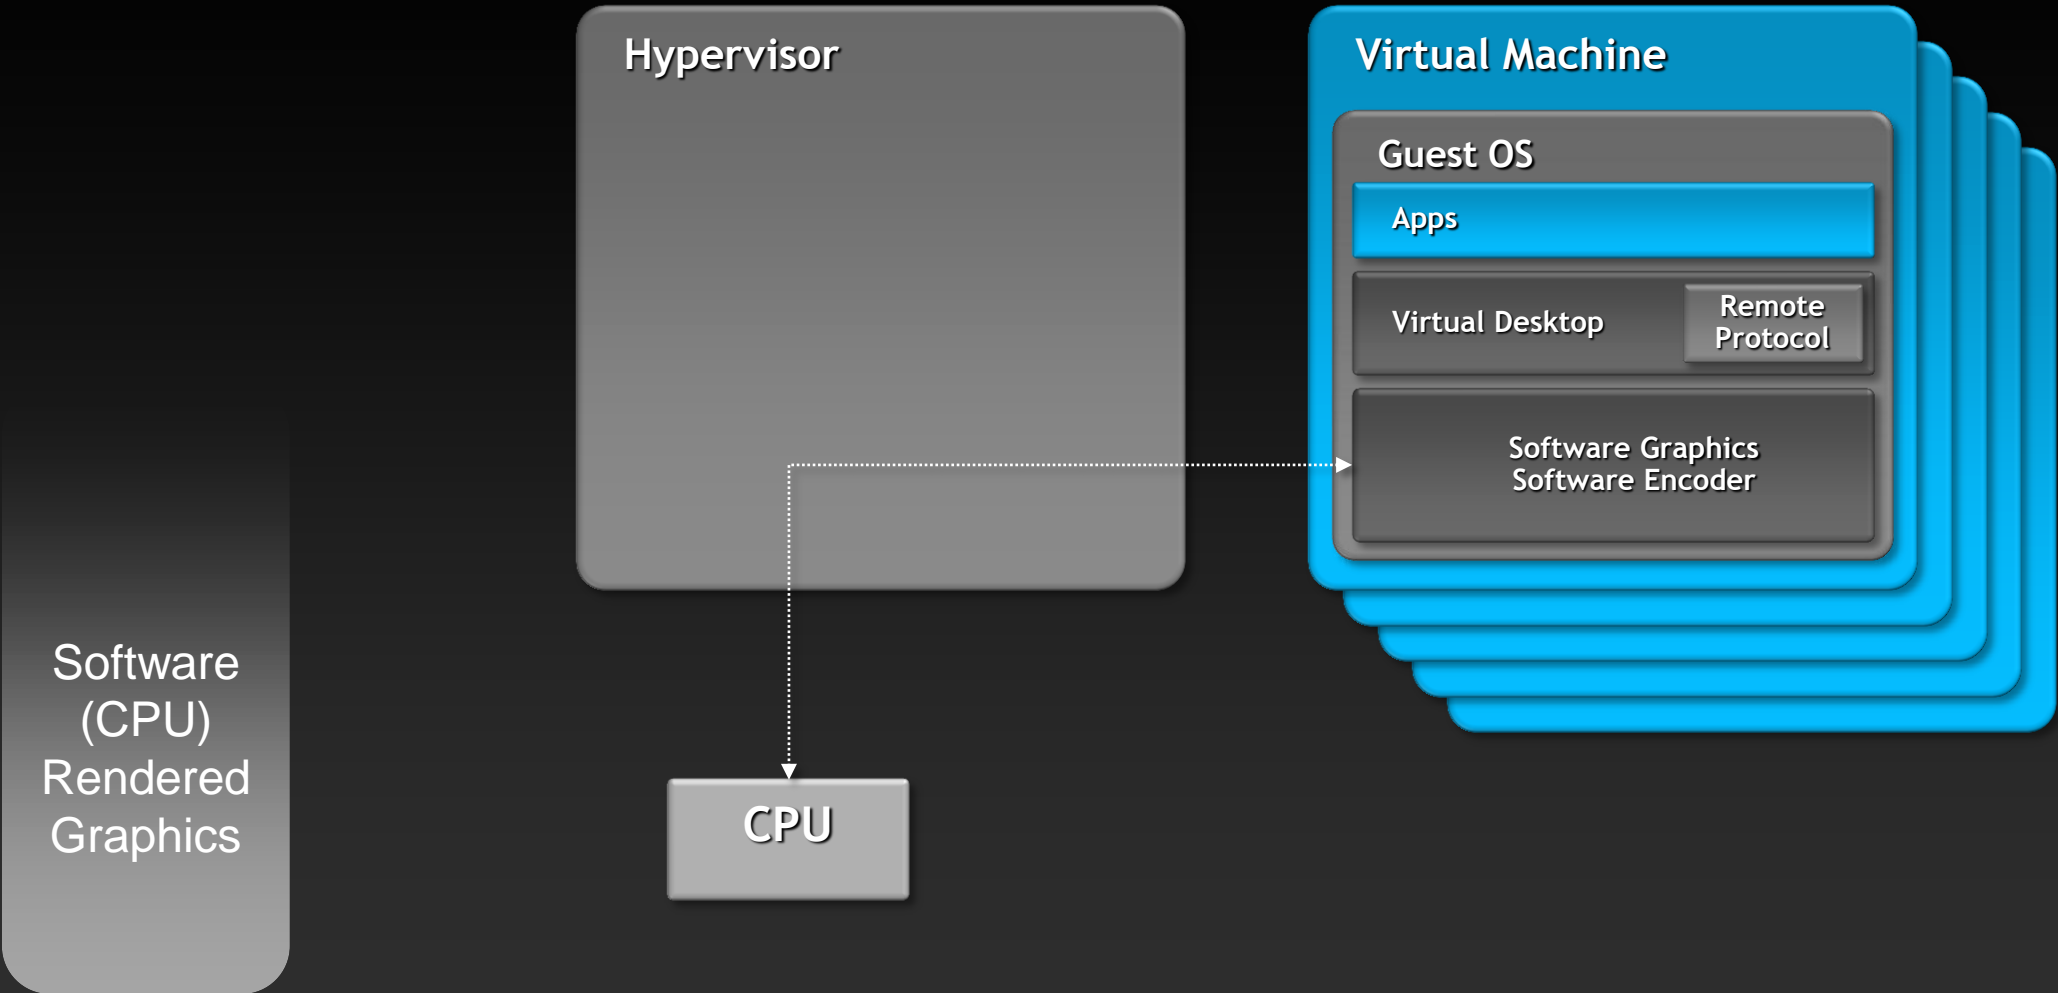 Hypervisor
Virtual Machine
Guest OS
Apps
Virtual Desktop
Remote
Protocol
Software Graphics
Software Encoder
CPU
Software
(CPU)
Rendered
Graphics